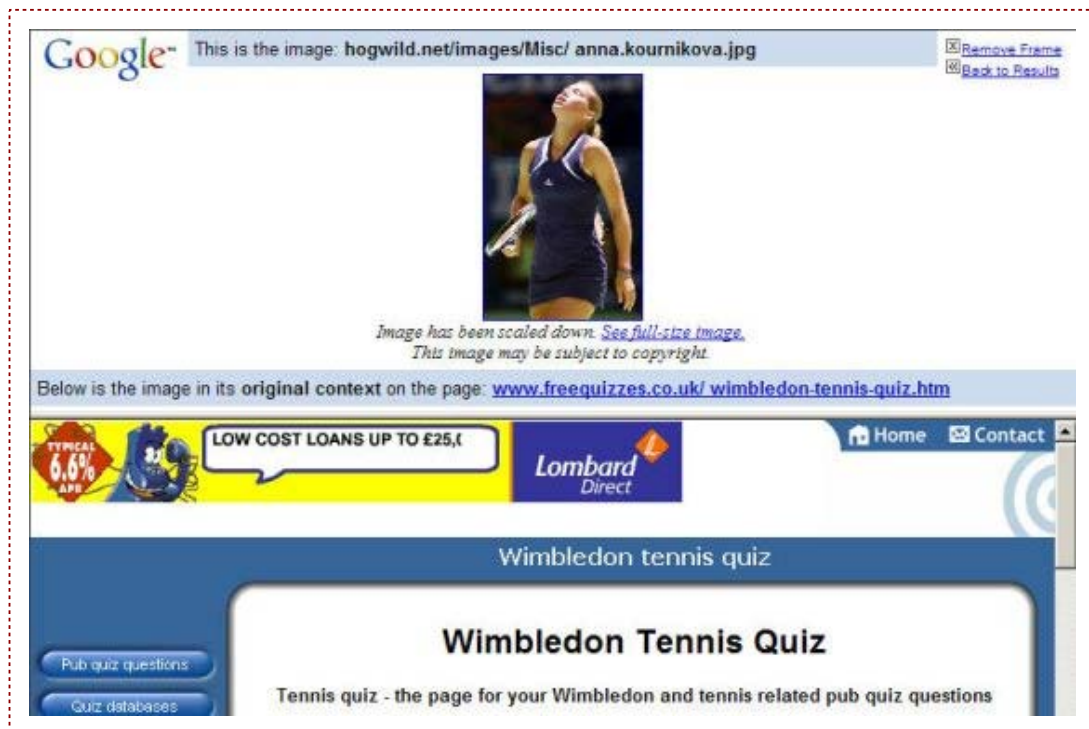 Google™ This is the image: hogwild.net/images/Misc/ anna.kournikova.jpg
Remove Frame
Back to Results
Image has been scaled down. See full-size image.
This image may be subject to copyright.
Below is the image in its original context on the page: www.freequizzes.co.uk/ wimbledon-tennis-quiz.htm
TYPICAL
6.6%
APR
LOW COST LOANS UP TO £25,(
Lombard
Direct
Home Contact
Wimbledon tennis quiz
Wimbledon Tennis Quiz
Pub quiz questions
Tennis quiz - the page for your Wimbledon and tennis related pub quiz questions
Quiz databases